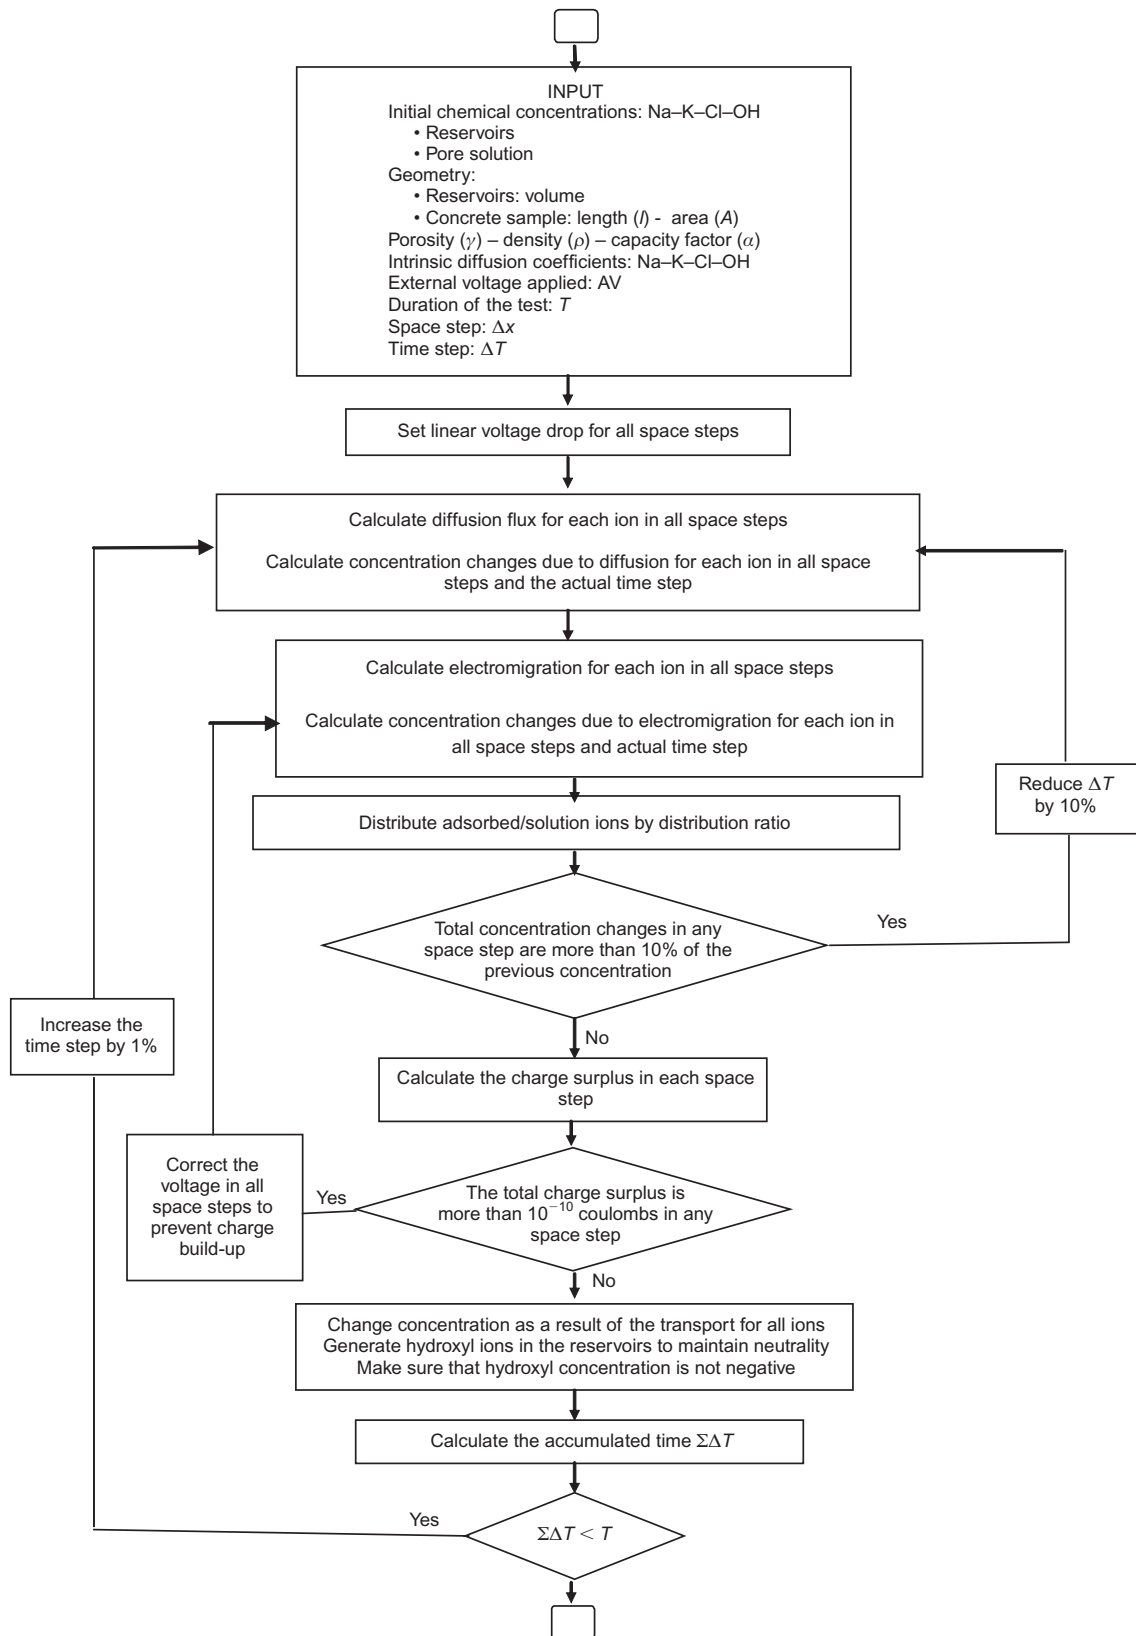 INPUT
Initial chemical concentrations: Na–K–Cl–OH
• Reservoirs
• Pore solution
Geometry:
• Reservoirs: volume
• Concrete sample: length (l) - area (A)
Porosity (γ) – density (ρ) – capacity factor (α)
Intrinsic diffusion coefficients: Na–K–Cl–OH
External voltage applied: AV
Duration of the test: T
Space step: Δx
Time step: ΔT
Set linear voltage drop for all space steps
Calculate diffusion flux for each ion in all space steps
Calculate concentration changes due to diffusion for each ion in all space
steps and the actual time step
Calculate electromigration for each ion in all space steps
Calculate concentration changes due to electromigration for each ion in
all space steps and actual time step
Reduce ΔT
by 10%
Distribute adsorbed/solution ions by distribution ratio
Total concentration changes in any
space step are more than 10% of the
previous concentration
Yes
No
Increase the
time step by 1%
Calculate the charge surplus in each space
step
Correct the
voltage in all
space steps to
prevent charge
build-up
Yes
The total charge surplus is
more than 10⁻¹⁰ coulombs in any
space step
No
Change concentration as a result of the transport for all ions
Generate hydroxyl ions in the reservoirs to maintain neutrality
Make sure that hydroxyl concentration is not negative
Calculate the accumulated time ΣΔT
Yes
ΣΔT < T